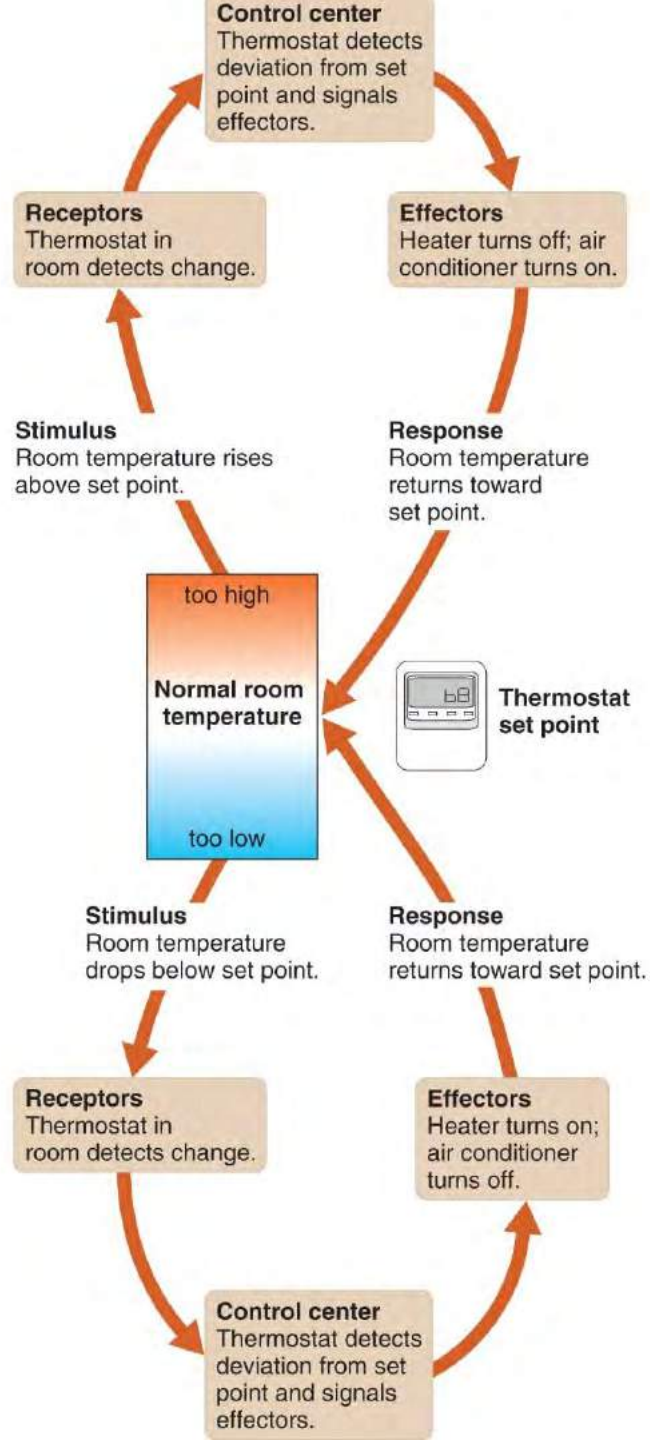 Control center
Thermostat detects
deviation from set
point and signals
effectors.
Receptors
Thermostat in
room detects change.
Effectors
Heater turns off; air
conditioner turns on.
Stimulus
Room temperature rises
above set point.
Response
Room temperature
returns toward
set point.
too high
Normal room
temperature
too low
68
Thermostat
set point
Stimulus
Room temperature
drops below set point.
Response
Room temperature
returns toward set point.
Receptors
Thermostat in
room detects change.
Effectors
Heater turns on;
air conditioner
turns off.
Control center
Thermostat detects
deviation from set
point and signals
effectors.